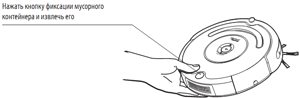 Нажать кнопку фиксации мусорного
контейнера и извлечь его